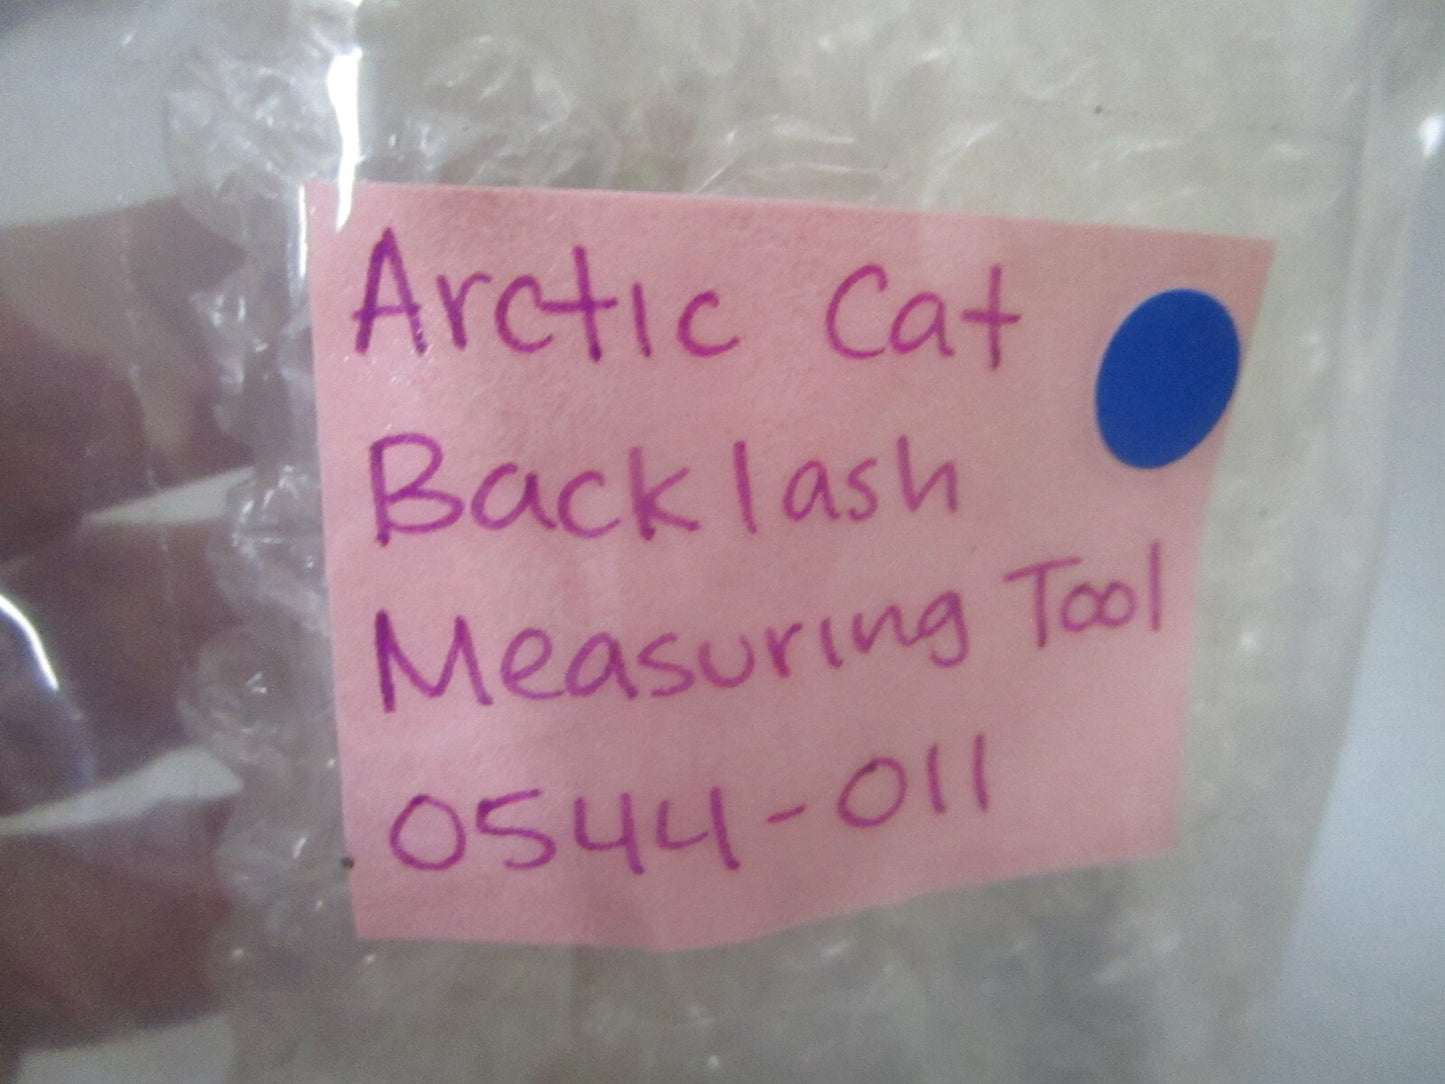 Arctic Cat
Backlash
Measuring Tool
0544-011